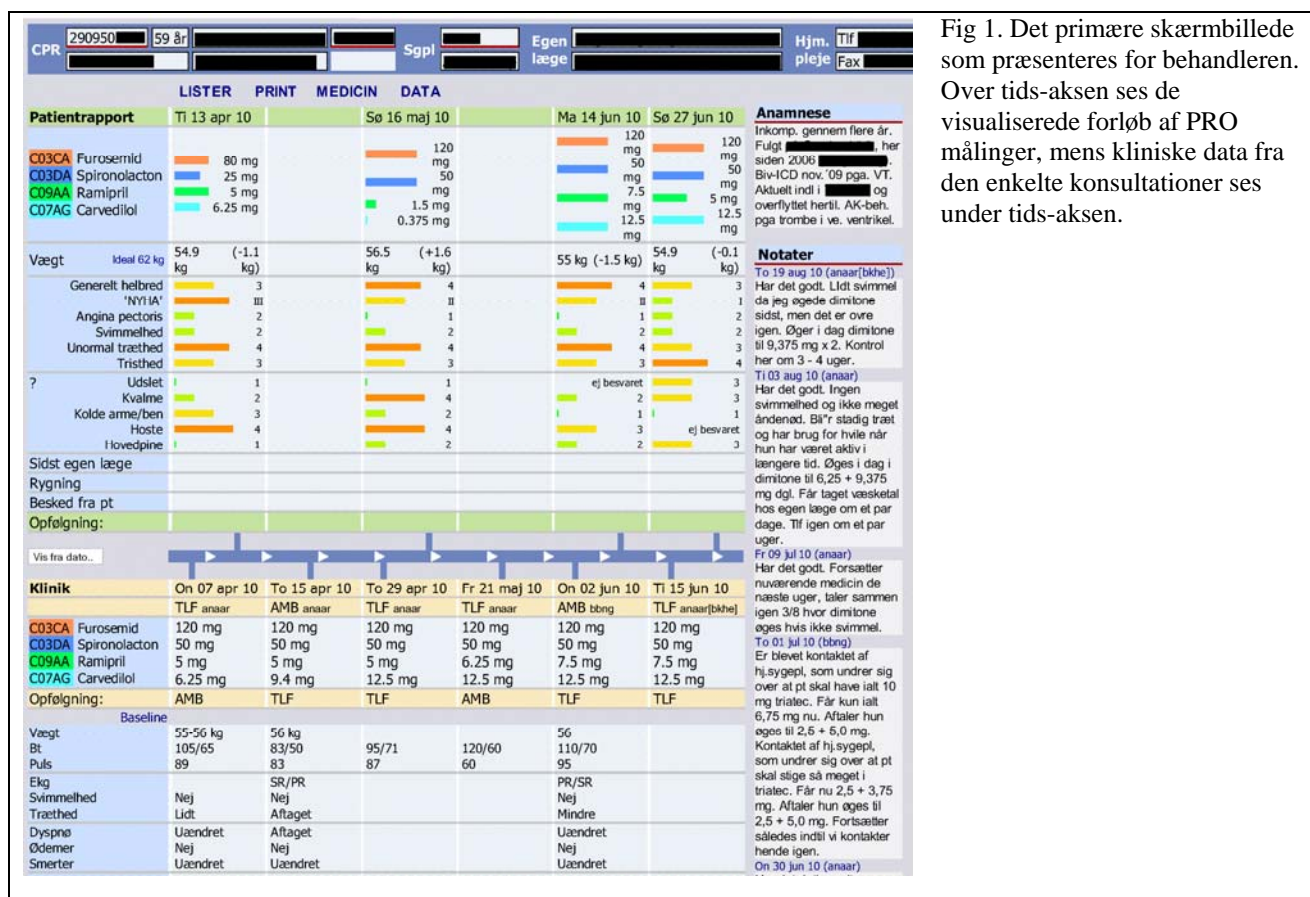 CPR 290950 59 år Sgpl Egen læge Hjm. pleje Tlf Fax
LISTER PRINT MEDICIN DATA
Patientrapport Ti 13 apr 10 Sø 16 maj 10 Ma 14 jun 10 Sø 27 jun 10
C03CA Furosemid 80 mg 120 mg 120 mg 120 mg
C03DA Spironolacton 25 mg 50 mg 50 mg 50 mg
C09AA Ramipril 5 mg 1.5 mg 7.5 mg 5 mg
C07AG Carvedilol 6.25 mg 0.375 mg 12.5 mg 12.5 mg
Vægt Ideal 62 kg 54.9 kg (-1.1 kg) 56.5 kg (+1.6 kg) 55 kg (-1.5 kg) 54.9 kg (-0.1 kg)
Generelt helbred 3 4 4 3
'NYHA' III II II I
Angina pectoris 2 1 1 2
Svimmelhed 2 2 2 2
Unormal træthed 4 4 4 3
Tristhed 3 3 3 4
? Udslet 1 1 ej besvaret 3
Kvalme 2 4 2 3
Kolde arme/ben 3 2 1 1
Hoste 4 4 3 ej besvaret
Hovedpine 1 2 2 3
Sidst egen læge
Rygning
Besked fra pt
Opfølgning:
Vis fra dato..
Klinik On 07 apr 10 To 15 apr 10 To 29 apr 10 Fr 21 maj 10 On 02 jun 10 Ti 15 jun 10
TLF anaar AMB anaar TLF anaar TLF anaar AMB bbng TLF anaar[bkhe]
C03CA Furosemid 120 mg 120 mg 120 mg 120 mg 120 mg 120 mg
C03DA Spironolacton 50 mg 50 mg 50 mg 50 mg 50 mg 50 mg
C09AA Ramipril 5 mg 5 mg 5 mg 6.25 mg 7.5 mg 7.5 mg
C07AG Carvedilol 6.25 mg 9.4 mg 12.5 mg 12.5 mg 12.5 mg 12.5 mg
Opfølgning: AMB TLF TLF AMB TLF TLF
Baseline
Vægt 55-56 kg 56 kg 56
Bt 105/65 83/50 95/71 120/60 110/70
Puls 89 83 87 60 95
Ekg SR/PR PR/SR
Svimmelhed Nej Nej Nej
Træthed Lidt Aftaget Mindre
Dyspnø Uændret Aftaget Uændret
Ødemer Nej Nej Nej
Smerter Uændret Uændret Uændret
Anamnese
Inkomp. gennem flere år.
Fulgt , her
siden 2006 ).
Biv-ICD nov.´09 pga. VT.
Aktuelt indl i og
overflyttet hertil. AK-beh.
pga trombe i ve. ventrikel.
Notater
To 19 aug 10 (anaar[bkhe])
Har det godt. LIdt svimmel
da jeg øgede dimitone
sidst, men det er ovre
igen. Øger i dag dimitone
til 9,375 mg x 2. Kontrol
her om 3 - 4 uger.
Ti 03 aug 10 (anaar)
Har det godt. Ingen
svimmelhed og ikke meget
åndenød. Bli"r stadig træt
og har brug for hvile når
hun har været aktiv i
længere tid. Øges i dag i
dimitone til 6,25 + 9,375
mg dgl. Får taget væsketal
hos egen læge om et par
dage. Tlf igen om et par
uger.
Fr 09 jul 10 (anaar)
Har det godt. Forsætter
nuværende medicin de
næste uger, taler sammen
igen 3/8 hvor dimitone
øges hvis ikke svimmel.
To 01 jul 10 (bbng)
Er blevet kontaktet af
hj.sygepl, som undrer sig
over at pt skal have ialt 10
mg triatec. Får kun ialt
6,75 mg nu. Aftaler hun
øges til 2,5 + 5,0 mg.
Kontaktet af hj.sygepl,
som undrer sig over at pt
skal stige så meget i
triatec. Får nu 2,5 + 3,75
mg. Aftaler hun øges til
2,5 + 5,0 mg. Fortsætter
således indtil vi kontakter
hende igen.
On 30 jun 10 (anaar)
Fig 1. Det primære skærmbillede
som præsenteres for behandleren.
Over tids-aksen ses de
visualiserede forløb af PRO
målinger, mens kliniske data fra
den enkelte konsultationer ses
under tids-aksen.